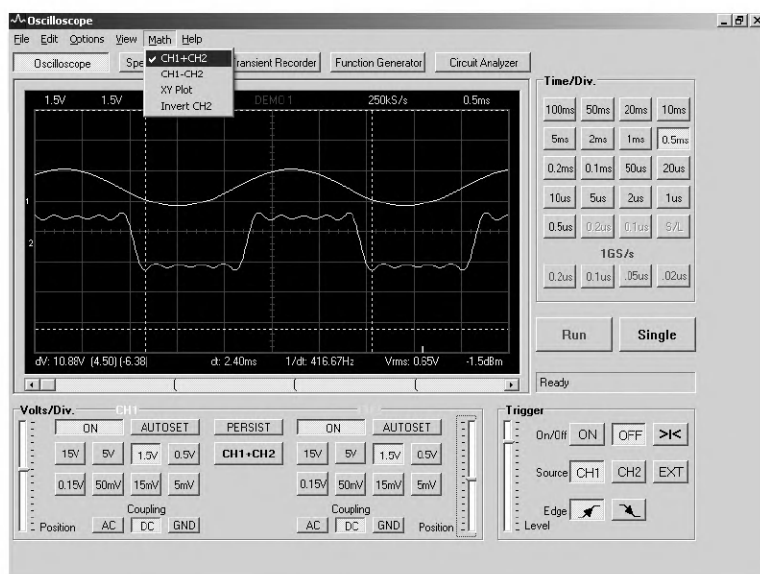 Oscilloscope
File Edit Options View Math Help
CH1+CH2
CH1-CH2
XY Plot
Invert CH2
Oscilloscope Spe ransient Recorder Function Generator Circuit Analyzer
1.5V 1.5V DEMO 1 250kS/s 0.5ms
1
2
dV: 10.88V (4.50) (-6.38) dt: 2.40ms 1/dt: 416.67Hz Vrms: 0.65V -1.5dBm
Time/Div.
100ms 50ms 20ms 10ms
5ms 2ms 1ms 0.5ms
0.2ms 0.1ms 50us 20us
10us 5us 2us 1us
0.5us 0.2us 0.1us S/L
1GS/s
0.2us 0.1us .05us .02us
Run Single
Ready
Volts/Div. CH1
ON AUTOSET PERSIST ON AUTOSET
15V 5V 1.5V 0.5V CH1+CH2 15V 5V 1.5V 0.5V
0.15V 50mV 15mV 5mV 0.15V 50mV 15mV 5mV
Coupling Coupling
Position AC DC GND AC DC GND Position
Trigger
On/Off ON OFF >|<
Source CH1 CH2 EXT
Edge
Level